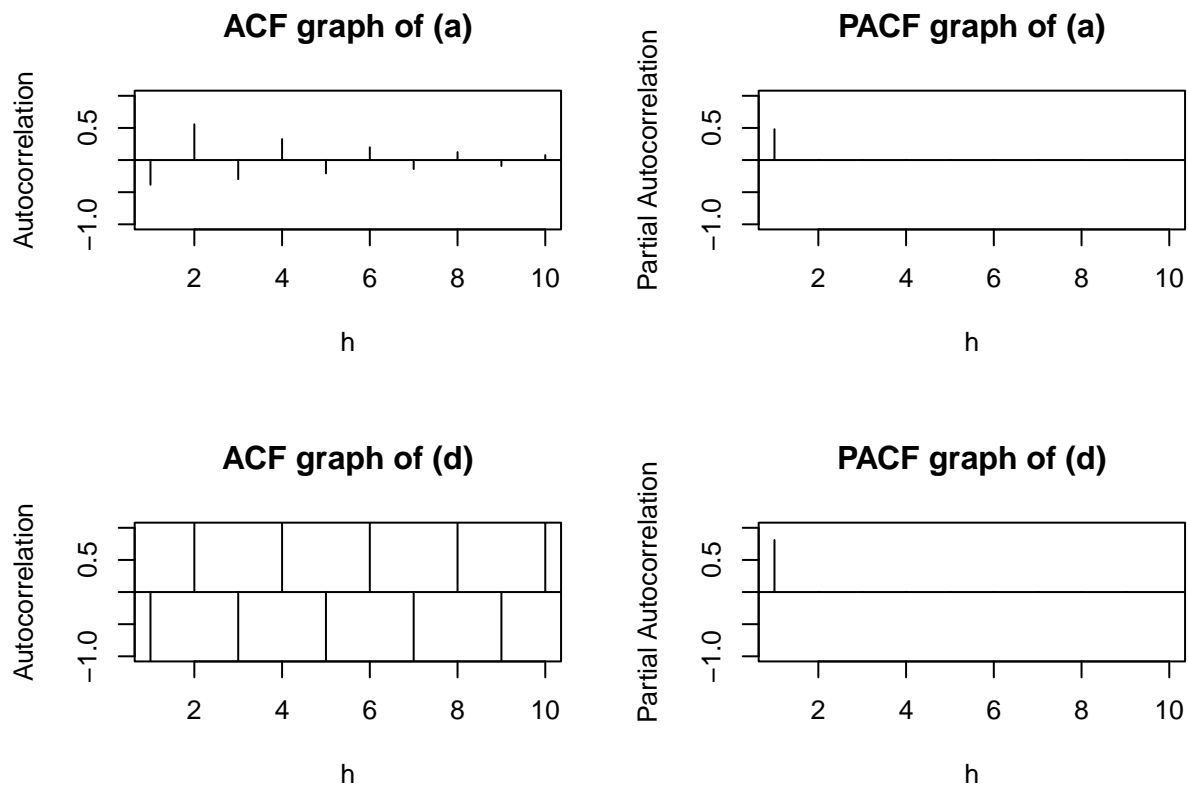 ACF graph of (a)
Autocorrelation
0.5
−1.0
2 4 6 8 10
h
PACF graph of (a)
Partial Autocorrelation
0.5
−1.0
2 4 6 8 10
h
ACF graph of (d)
Autocorrelation
0.5
−1.0
2 4 6 8 10
h
PACF graph of (d)
Partial Autocorrelation
0.5
−1.0
2 4 6 8 10
h